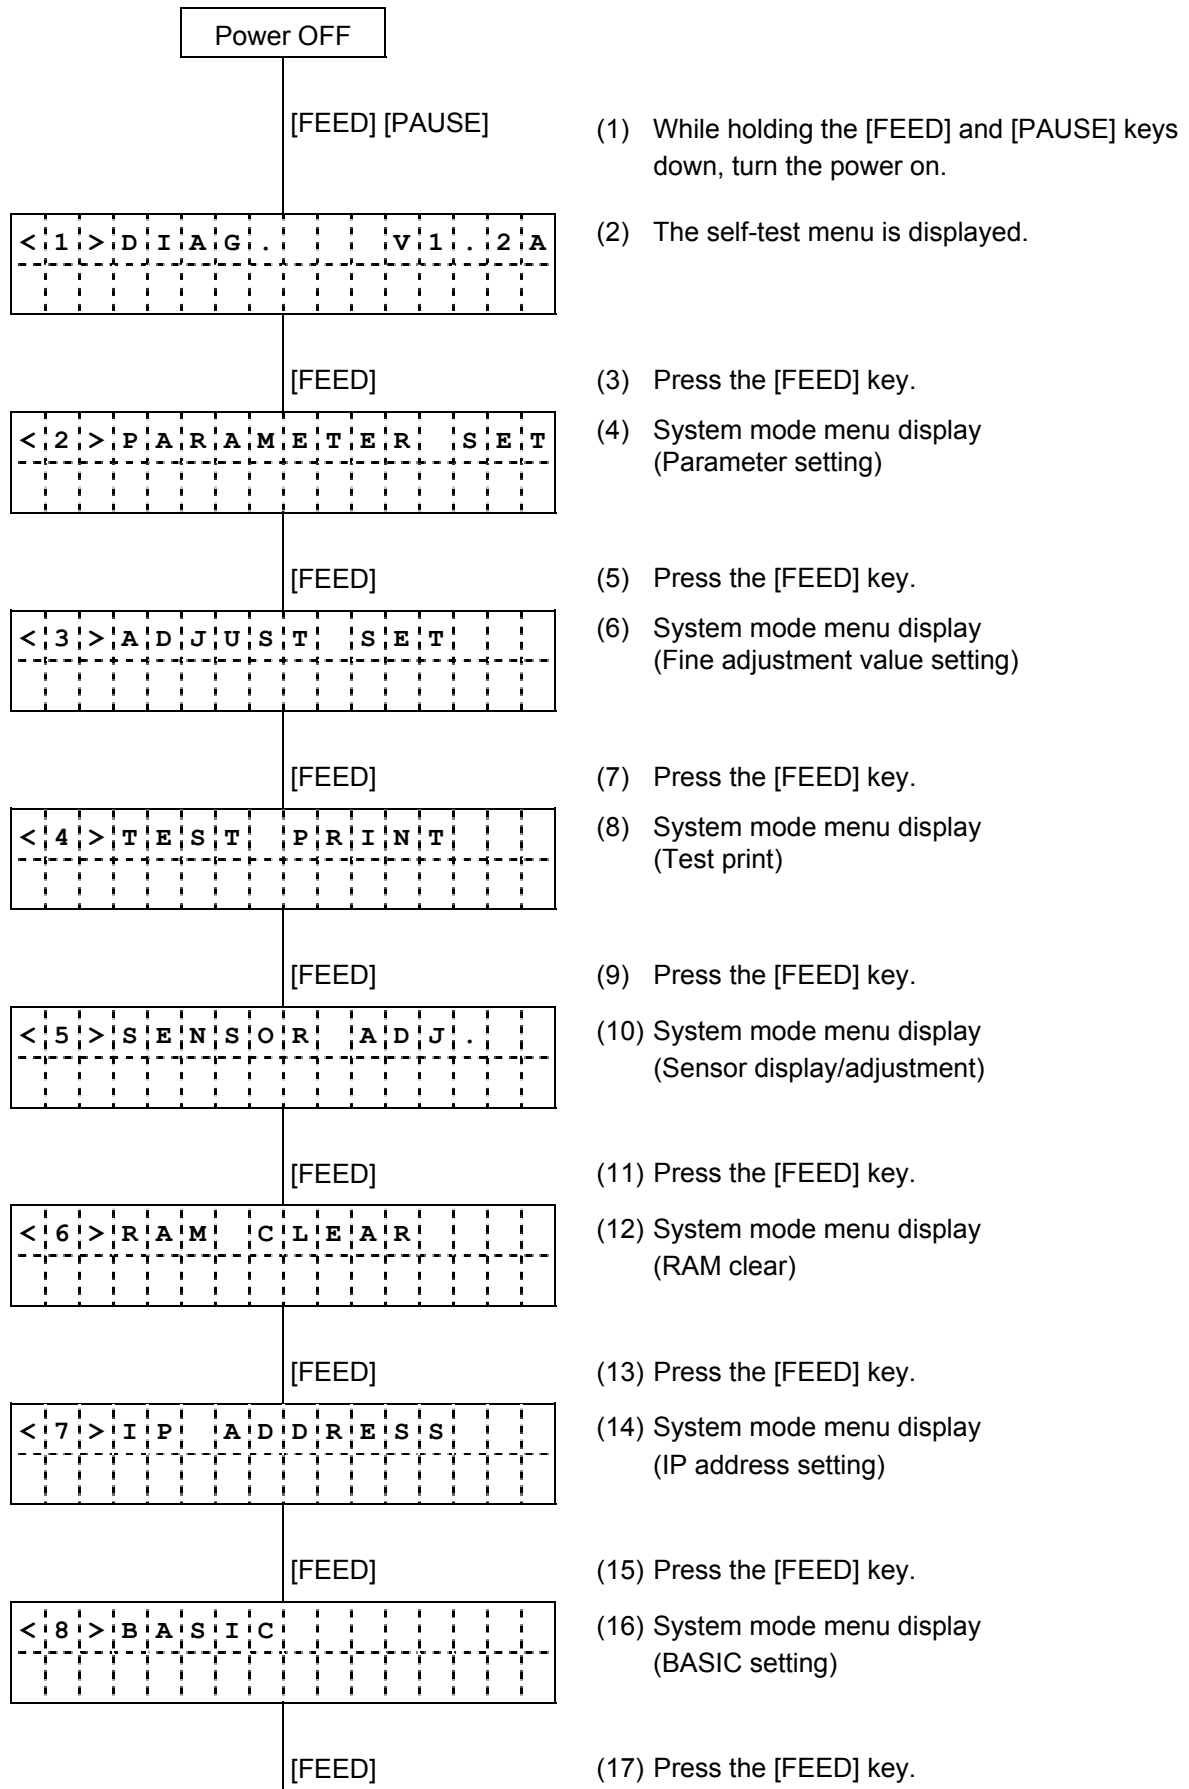 Power OFF
[FEED] [PAUSE]
(1) While holding the [FEED] and [PAUSE] keys
down, turn the power on.
<1>DIAG.   V1.2A
(2) The self-test menu is displayed.
[FEED]
(3) Press the [FEED] key.
<2>PARAMETER SET
(4) System mode menu display
(Parameter setting)
[FEED]
(5) Press the [FEED] key.
<3>ADJUST SET
(6) System mode menu display
(Fine adjustment value setting)
[FEED]
(7) Press the [FEED] key.
<4>TEST PRINT
(8) System mode menu display
(Test print)
[FEED]
(9) Press the [FEED] key.
<5>SENSOR ADJ.
(10) System mode menu display
(Sensor display/adjustment)
[FEED]
(11) Press the [FEED] key.
<6>RAM CLEAR
(12) System mode menu display
(RAM clear)
[FEED]
(13) Press the [FEED] key.
<7>IP ADDRESS
(14) System mode menu display
(IP address setting)
[FEED]
(15) Press the [FEED] key.
<8>BASIC
(16) System mode menu display
(BASIC setting)
[FEED]
(17) Press the [FEED] key.